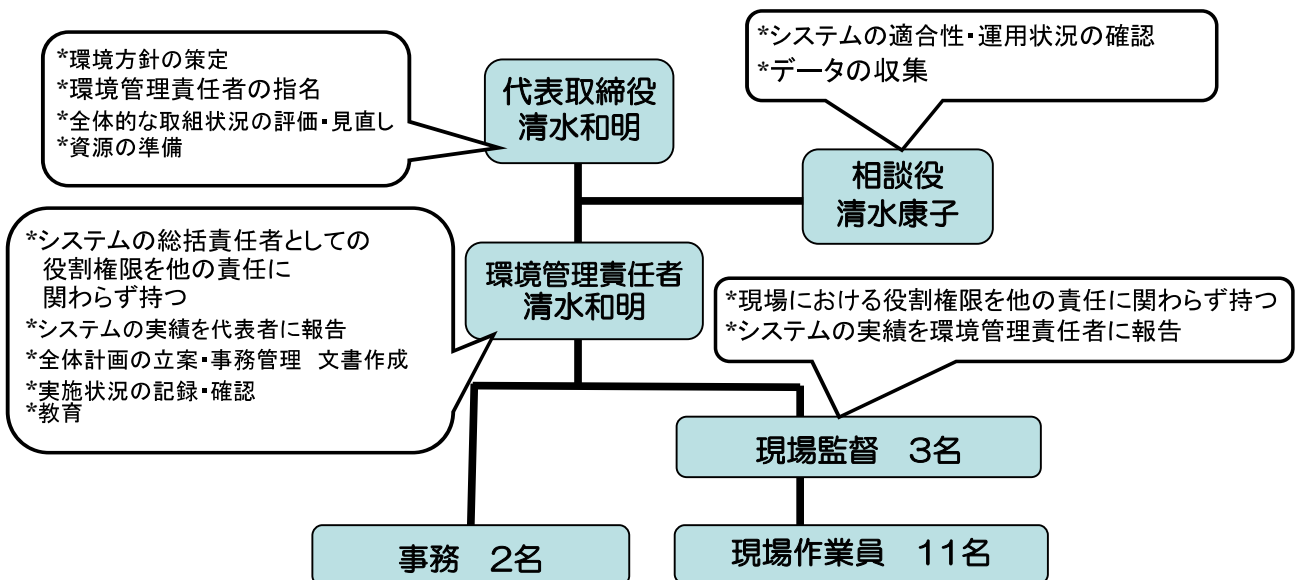 *環境方針の策定
*環境管理責任者の指名
*全体的な取組状況の評価・見直し
*資源の準備
代表取締役
清水和明
*システムの適合性・運用状況の確認
*データの収集
相談役
清水康子
*システムの総括責任者としての
役割権限を他の責任に
関わらず持つ
*システムの実績を代表者に報告
*全体計画の立案・事務管理 文書作成
*実施状況の記録・確認
*教育
環境管理責任者
清水和明
*現場における役割権限を他の責任に関わらず持つ
*システムの実績を環境管理責任者に報告
現場監督 3名
事務 2名
現場作業員 11名